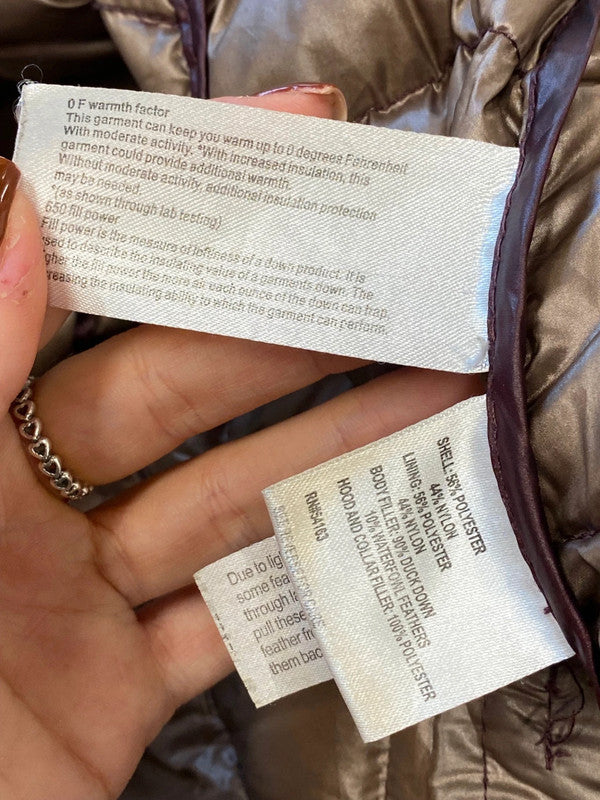 0 F warmth factor
This garment can keep you warm up to 0 degrees Fairenheit
With moderate activity. *With increased insulation, this
garment could provide additional warmth.
Without moderate activity, additional insulation protection
may be needed.
*(as shown through lab testing)
650 fill power
Fill power is the measure of loftiness of a down product. It is
sed to describe the insulating value of a garments down. The
gher the fill power the more air each ounce of the down can trap,
reasing the insulating ability to which the garment can perform.
SHELL: 56% POLYESTER
44% NYLON
LINING: 56% POLYESTER
44% NYLON
BODY FILLER: 90% DUCK DOWN
10% WATERFOWL FEATHERS
HOOD AND COLLAR FILLER: 100% POLYESTER
RN#54163
Due to lig
some fea
through
pull these
feather fr
them bac